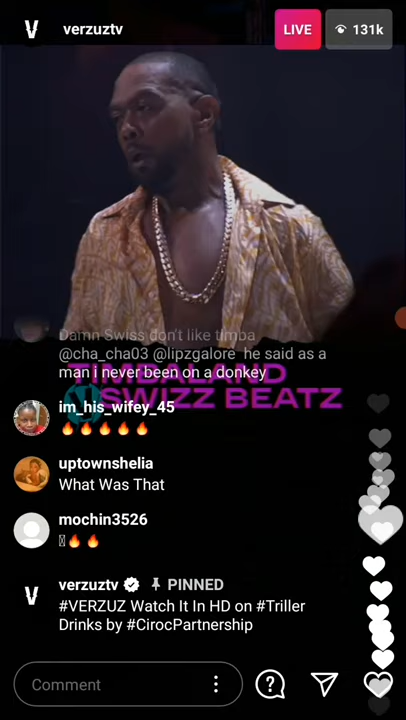 V
verzuztv
LIVE
131k
Damn Swiss don't like timba
@cha_cha03 @lipzgalore he said as a
man i never been on a donkey
TIMBALAND
SWIZZ BEATZ
im_his_wifey_45
🔥🔥🔥🔥🔥
uptownshelia
What Was That
mochin3526
🔥🔥
V
verzuztv
PINNED
#VERZUZ Watch It In HD on #Triller
Drinks by #CirocPartnership
Comment